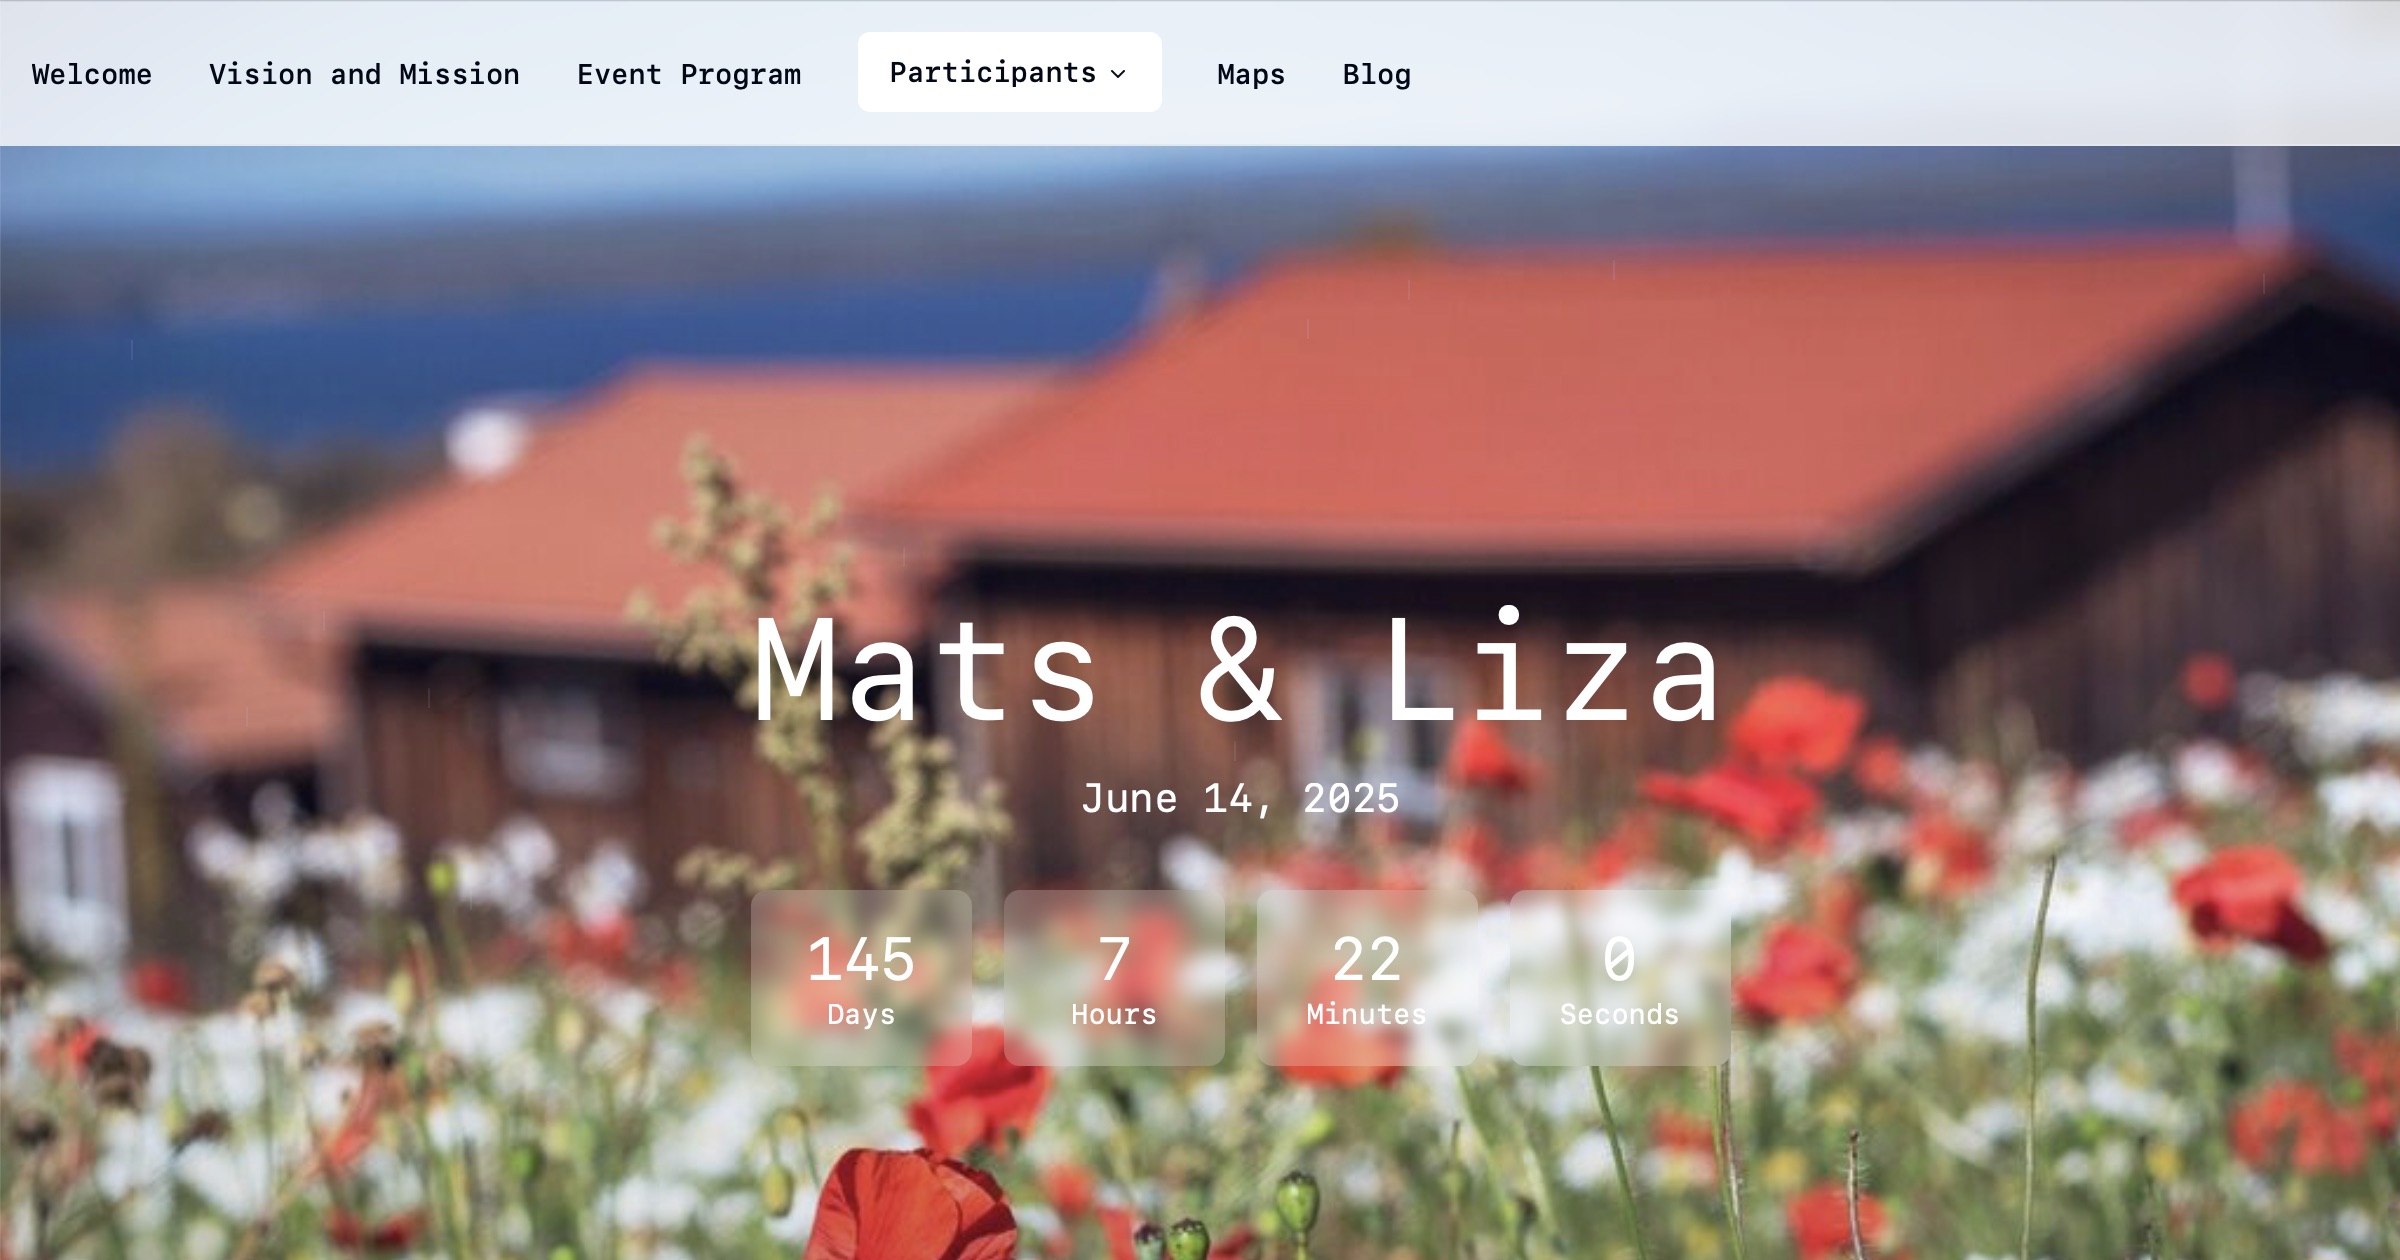 Welcome Vision and Mission Event Program Participants Maps Blog
Mats & Liza
June 14, 2025
145 7 22 0
Days Hours Minutes Seconds